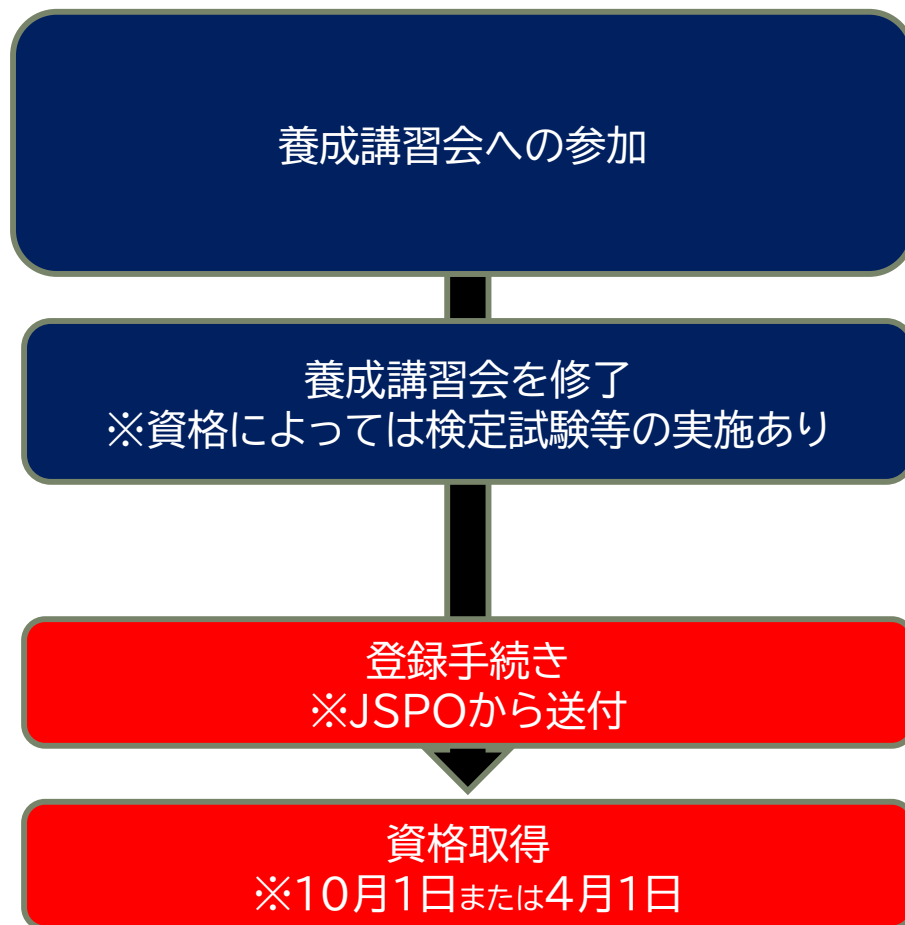 養成講習会への参加
養成講習会を修了
※資格によっては検定試験等の実施あり
登録手続き
※JSPOから送付
資格取得
※10月1日または4月1日